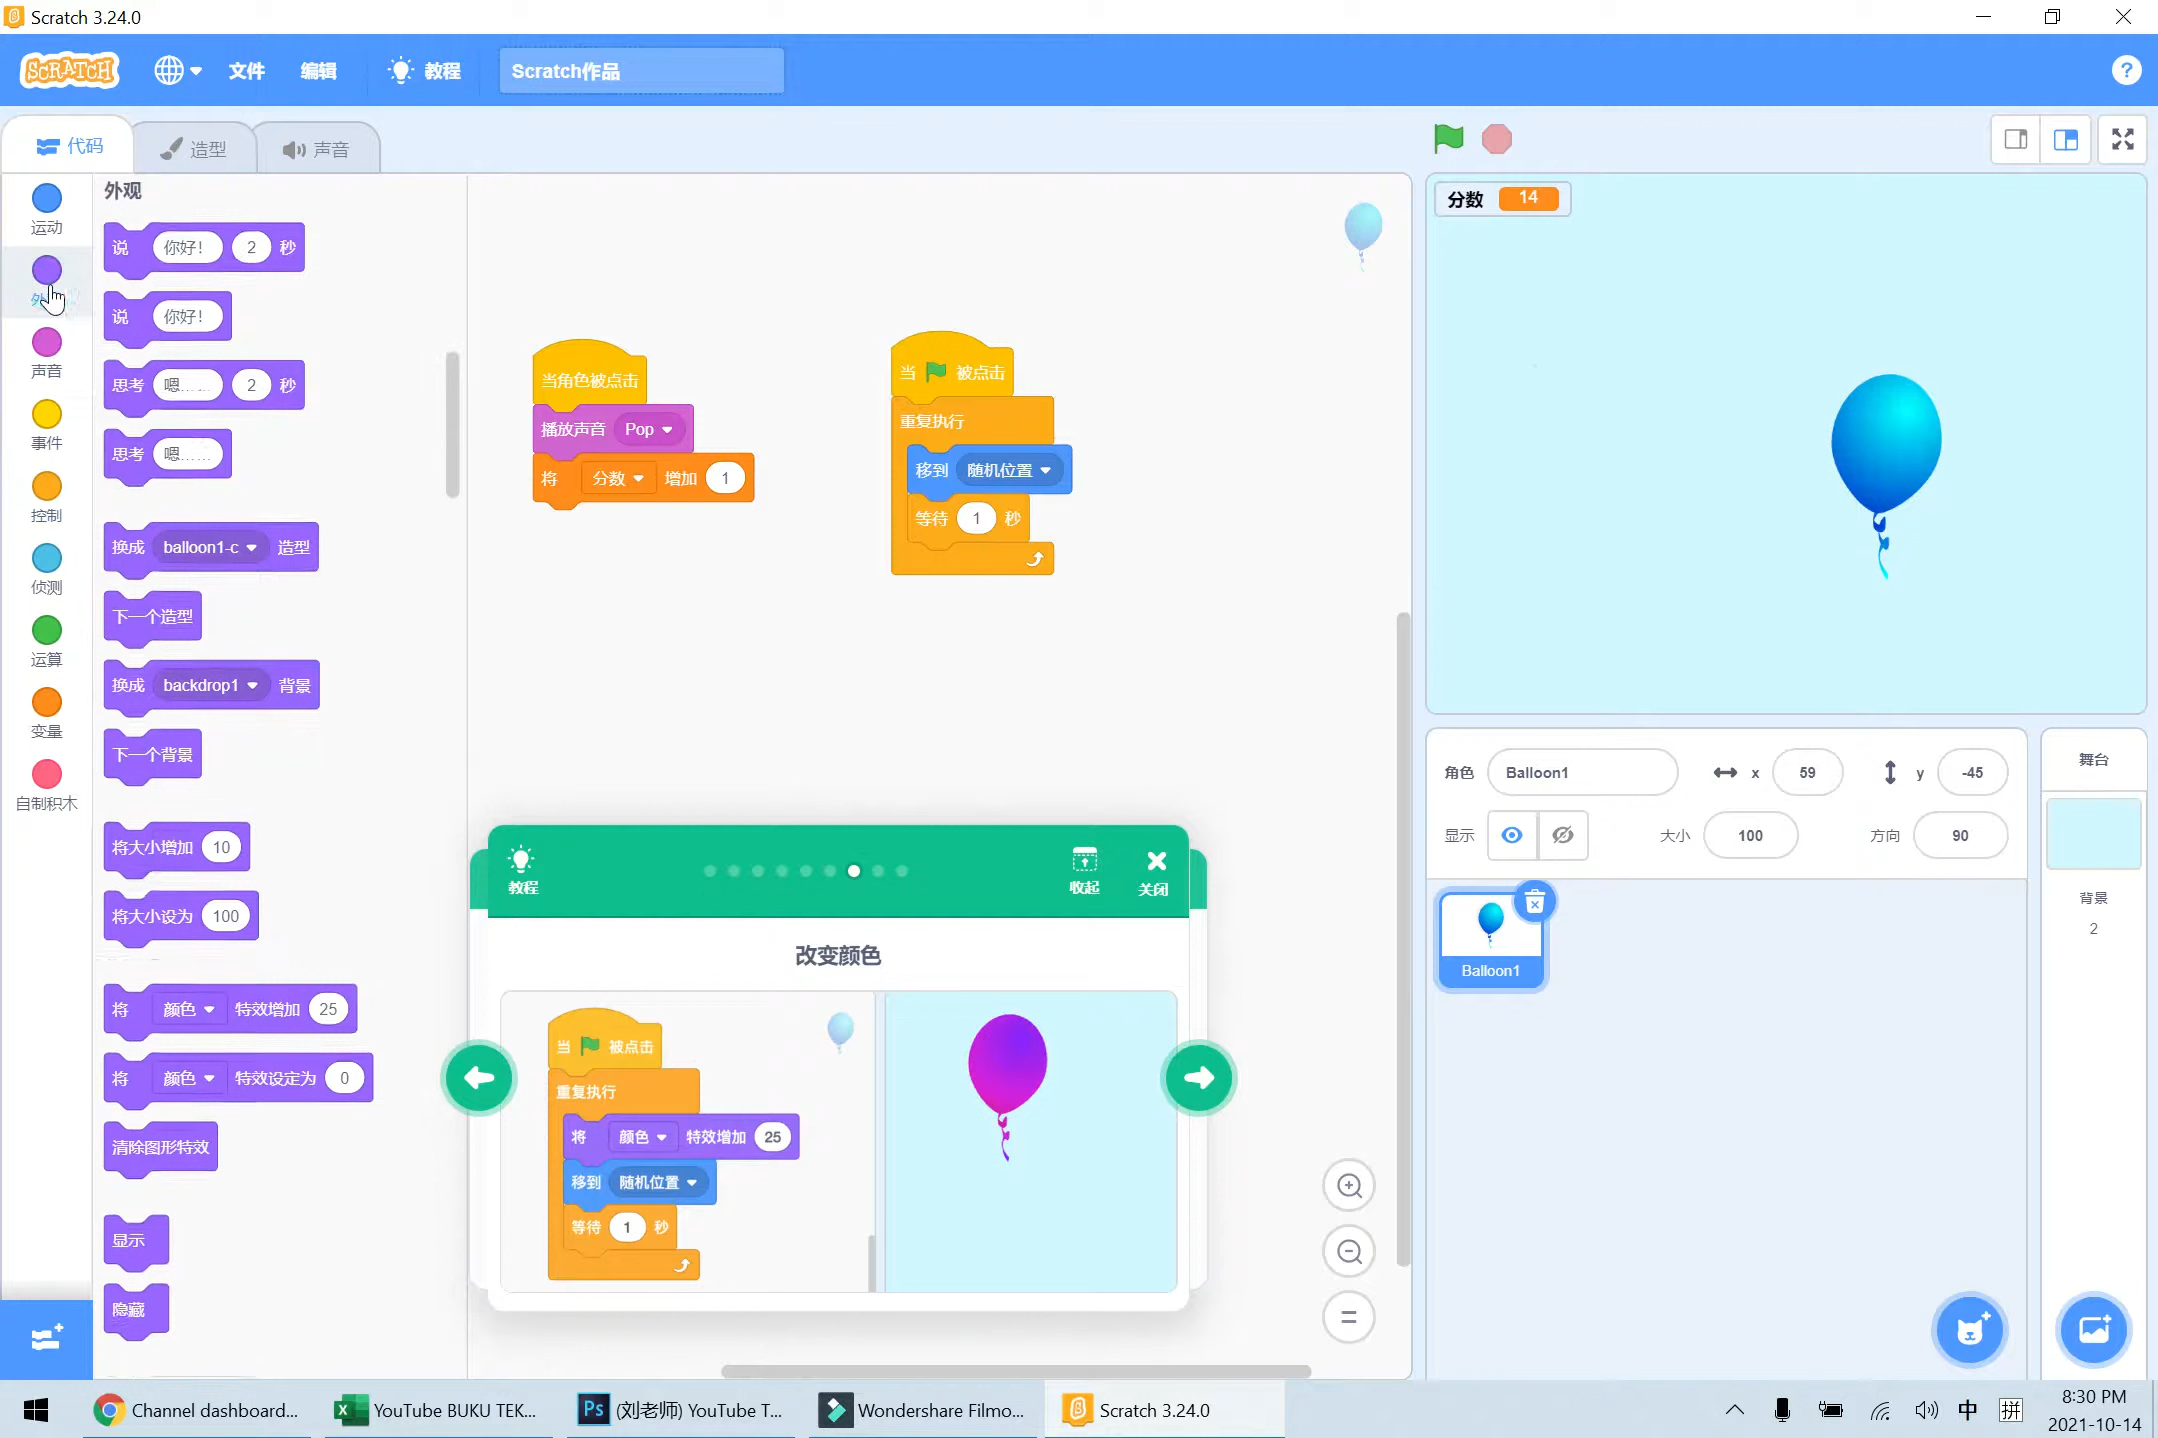 Scratch 3.24.0
SCRATCH
文件
编辑
教程
Scratch作品
?
代码
造型
声音
运动
声音
事件
控制
侦测
运算
变量
自制积木
外观
说 你好! 2 秒
说 你好!
思考 嗯…… 2 秒
思考 嗯……
换成 balloon1-c 造型
下一个造型
换成 backdrop1 背景
下一个背景
将大小增加 10
将大小设为 100
将 颜色 特效增加 25
将 颜色 特效设定为 0
清除图形特效
显示
隐藏
当角色被点击
播放声音 Pop
将 分数 增加 1
当 被点击
重复执行
移到 随机位置
等待 1 秒
教程
收起
关闭
改变颜色
当 被点击
重复执行
将 颜色 特效增加 25
移到 随机位置
等待 1 秒
分数 14
角色 Balloon1 x 59 y -45
显示 大小 100 方向 90
Balloon1
舞台
背景
2
Channel dashboard...
YouTube BUKU TEK...
Ps (刘老师) YouTube T...
Wondershare Filmo...
Scratch 3.24.0
中
拼
8:30 PM
2021-10-14